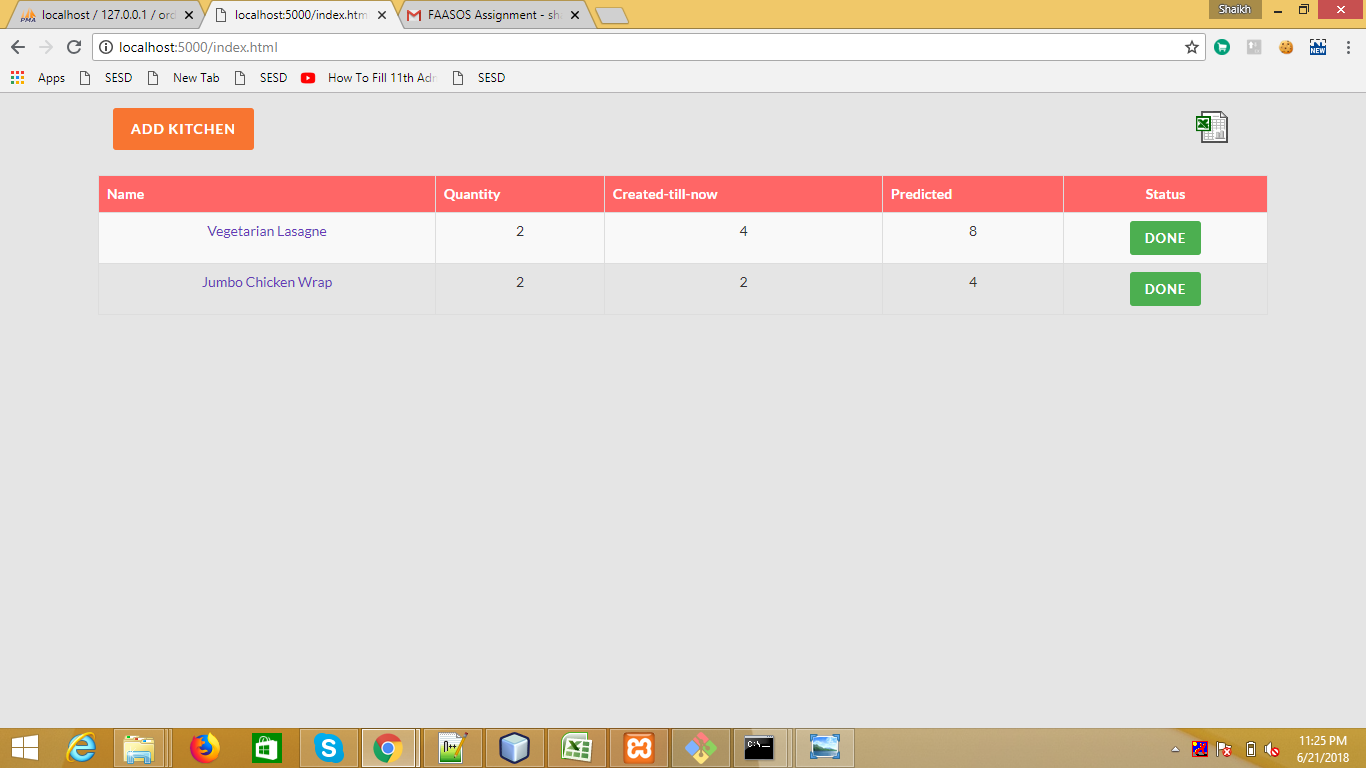 localhost / 127.0.0.1 / ord
localhost:5000/index.htm
FAASOS Assignment - sha
Shaikh
localhost:5000/index.html
NEW
Apps
SESD
New Tab
SESD
How To Fill 11th Adr
SESD
ADD KITCHEN
Name Quantity Created-till-now Predicted Status
Vegetarian Lasagne 2 4 8 DONE
Jumbo Chicken Wrap 2 2 4 DONE
11:25 PM
6/21/2018